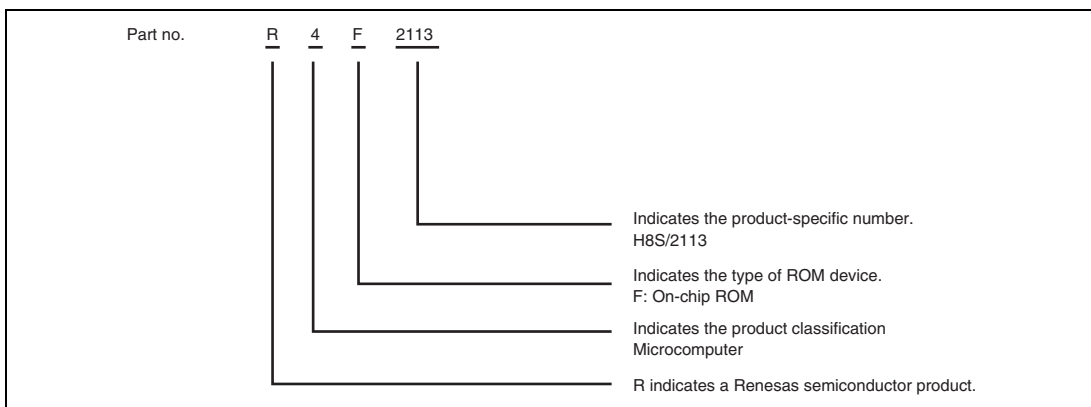 Part no. R 4 F 2113
Indicates the product-specific number.
H8S/2113
Indicates the type of ROM device.
F: On-chip ROM
Indicates the product classification
Microcomputer
R indicates a Renesas semiconductor product.